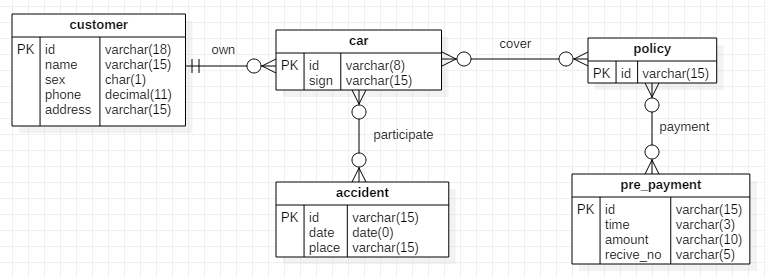 customer
PK id varchar(18)
name varchar(15)
sex char(1)
phone decimal(11)
address varchar(15)
own
car
PK id varchar(8)
sign varchar(15)
cover
policy
PK id varchar(15)
participate
payment
accident
PK id varchar(15)
date date(0)
place varchar(15)
pre_payment
PK id varchar(15)
time varchar(3)
amount varchar(10)
recive_no varchar(5)